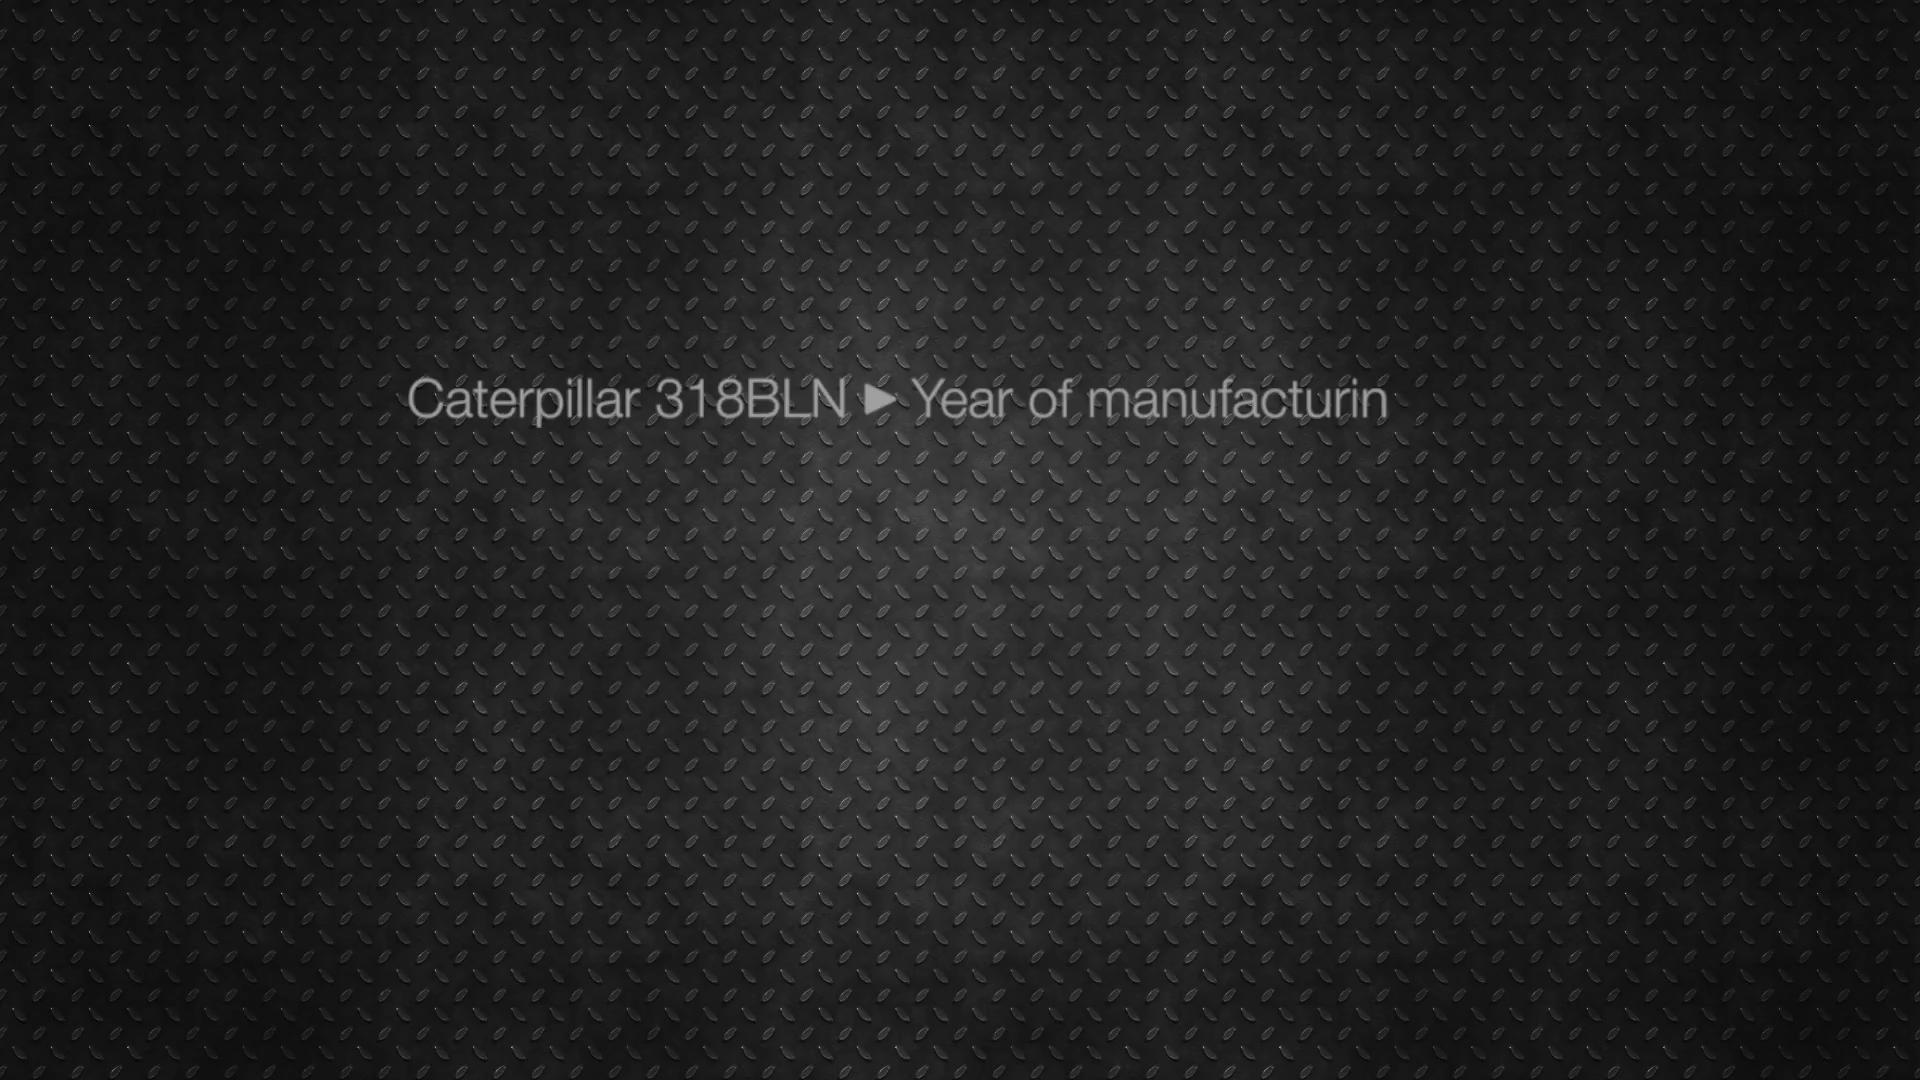 Caterpillar 318BLN ► Year of manufacturin